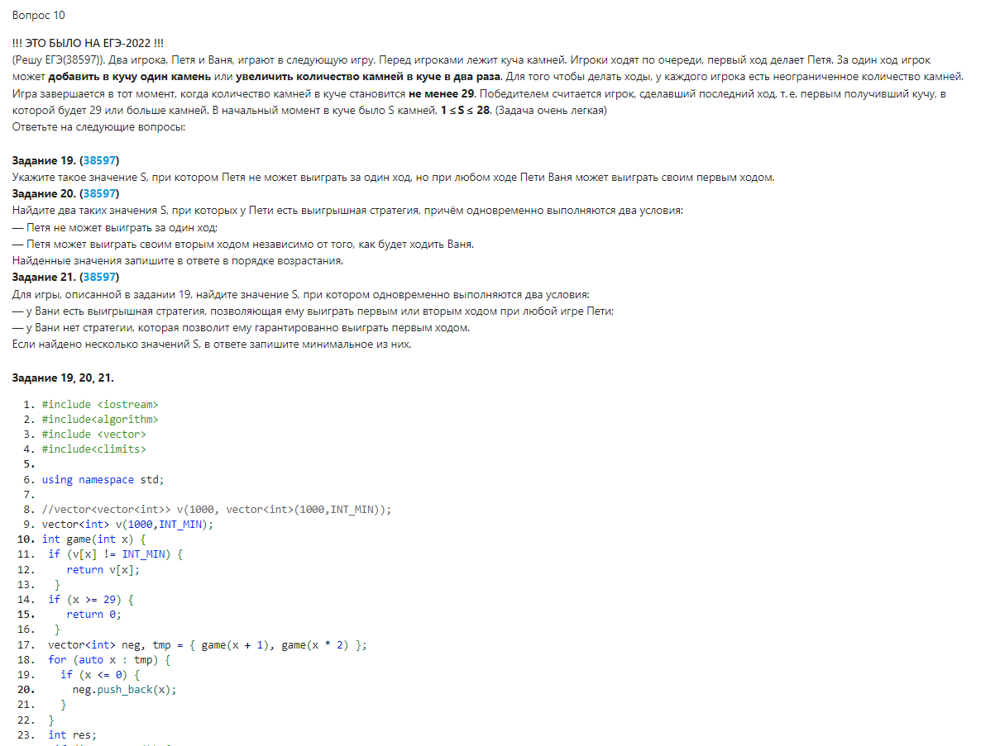 Вопрос 10
!!! ЭТО БЫЛО НА ЕГЭ-2022 !!!
(Решу ЕГЭ(38597)). Два игрока, Петя и Ваня, играют в следующую игру. Перед игроками лежит куча камней. Игроки ходят по очереди, первый ход делает Петя. За один ход игрок
может добавить в кучу один камень или увеличить количество камней в куче в два раза. Для того чтобы делать ходы, у каждого игрока есть неограниченное количество камней.
Игра завершается в тот момент, когда количество камней в куче становится не менее 29. Победителем считается игрок, сделавший последний ход, т. е. первым получивший кучу, в
которой будет 29 или больше камней. В начальный момент в куче было S камней, 1 ≤ S ≤ 28. (Задача очень легкая)
Ответьте на следующие вопросы:
Задание 19. (38597)
Укажите такое значение S, при котором Петя не может выиграть за один ход, но при любом ходе Пети Ваня может выиграть своим первым ходом.
Задание 20. (38597)
Найдите два таких значения S, при которых у Пети есть выигрышная стратегия, причём одновременно выполняются два условия:
— Петя не может выиграть за один ход;
— Петя может выиграть своим вторым ходом независимо от того, как будет ходить Ваня.
Найденные значения запишите в ответе в порядке возрастания.
Задание 21. (38597)
Для игры, описанной в задании 19, найдите значение S, при котором одновременно выполняются два условия:
— у Вани есть выигрышная стратегия, позволяющая ему выиграть первым или вторым ходом при любой игре Пети;
— у Вани нет стратегии, которая позволит ему гарантированно выиграть первым ходом.
Если найдено несколько значений S, в ответе запишите минимальное из них.
Задание 19, 20, 21.
1. #include <iostream>
2. #include<algorithm>
3. #include <vector>
4. #include<climits>
5.
6. using namespace std;
7.
8. //vector<vector<int>> v(1000, vector<int>(1000,INT_MIN));
9. vector<int> v(1000,INT_MIN);
10. int game(int x) {
11. if (v[x] != INT_MIN) {
12. return v[x];
13. }
14. if (x >= 29) {
15. return 0;
16. }
17. vector<int> neg, tmp = { game(x + 1), game(x * 2) };
18. for (auto x : tmp) {
19. if (x <= 0) {
20. neg.push_back(x);
21. }
22. }
23. int res;